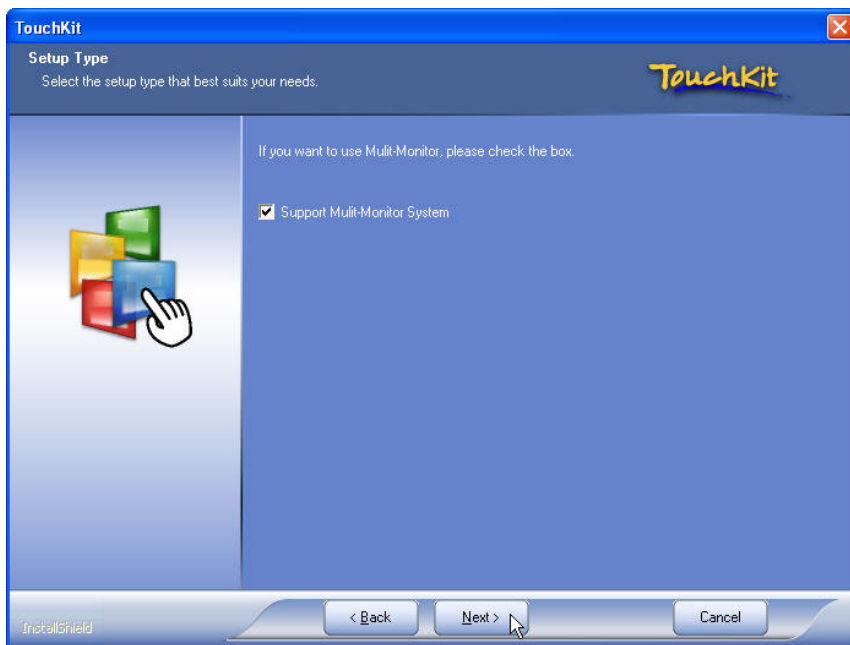 TouchKit
Setup Type
Select the setup type that best suits your needs.
TouchKit
If you want to use Mulit-Monitor, please check the box.
Support Mulit-Monitor System
InstallShield
< Back
Next >
Cancel